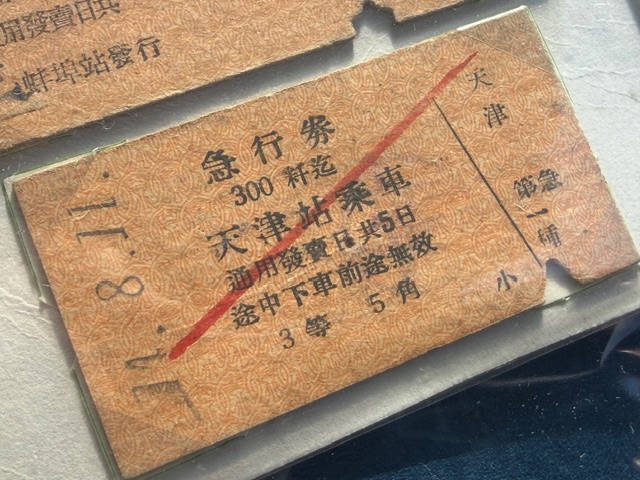 用發賣日共
蚌埠站發行
急行券
300 粁迄
天津站乘車
通用發賣日共5日
途中下車前途無效
3等 5角
天津
急
第一種
小